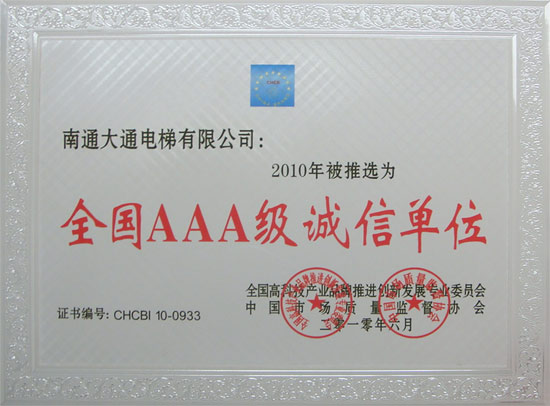 南通大通电梯有限公司：
2010年被推选为
全国AAA级诚信单位
全国高科技产业品牌推进创新发展专业委员会
中国市场质量监督协会
证书编号: CHCBI 10-0933
二零一零年六月